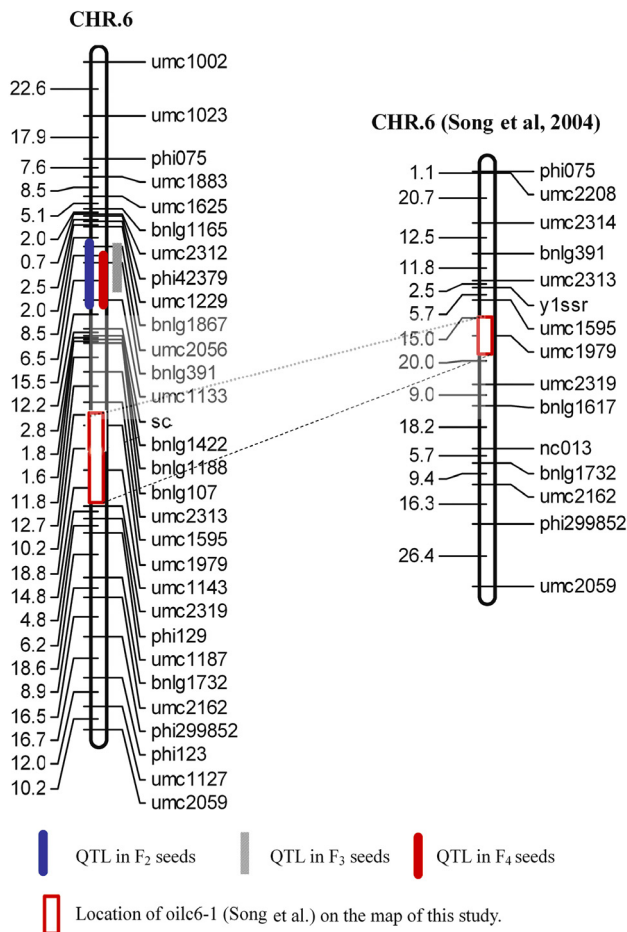 CHR.6
umc1002
22.6
umc1023
17.9
phi075
7.6
umc1883
8.5
umc1625
5.1
bnlg1165
2.0
umc2312
0.7
phi42379
2.5
umc1229
2.0
bnlg1867
8.5
umc2056
6.5
bnlg391
15.5
umc1133
12.2
sc
2.8
bnlg1422
1.8
bnlg1188
1.6
bnlg107
11.8
umc2313
12.7
umc1595
10.2
umc1979
18.8
umc1143
14.8
umc2319
4.8
phi129
6.2
umc1187
18.6
bnlg1732
8.9
umc2162
16.5
phi299852
16.7
phi123
12.0
umc1127
10.2
umc2059
CHR.6 (Song et al, 2004)
phi075
1.1
umc2208
20.7
umc2314
12.5
bnlg391
11.8
umc2313
2.5
y1ssr
5.7
umc1595
15.0
umc1979
20.0
umc2319
9.0
bnlg1617
18.2
nc013
5.7
bnlg1732
9.4
umc2162
16.3
phi299852
26.4
umc2059
QTL in F2 seeds
QTL in F3 seeds
QTL in F4 seeds
Location of oilc6-1 (Song et al.) on the map of this study.